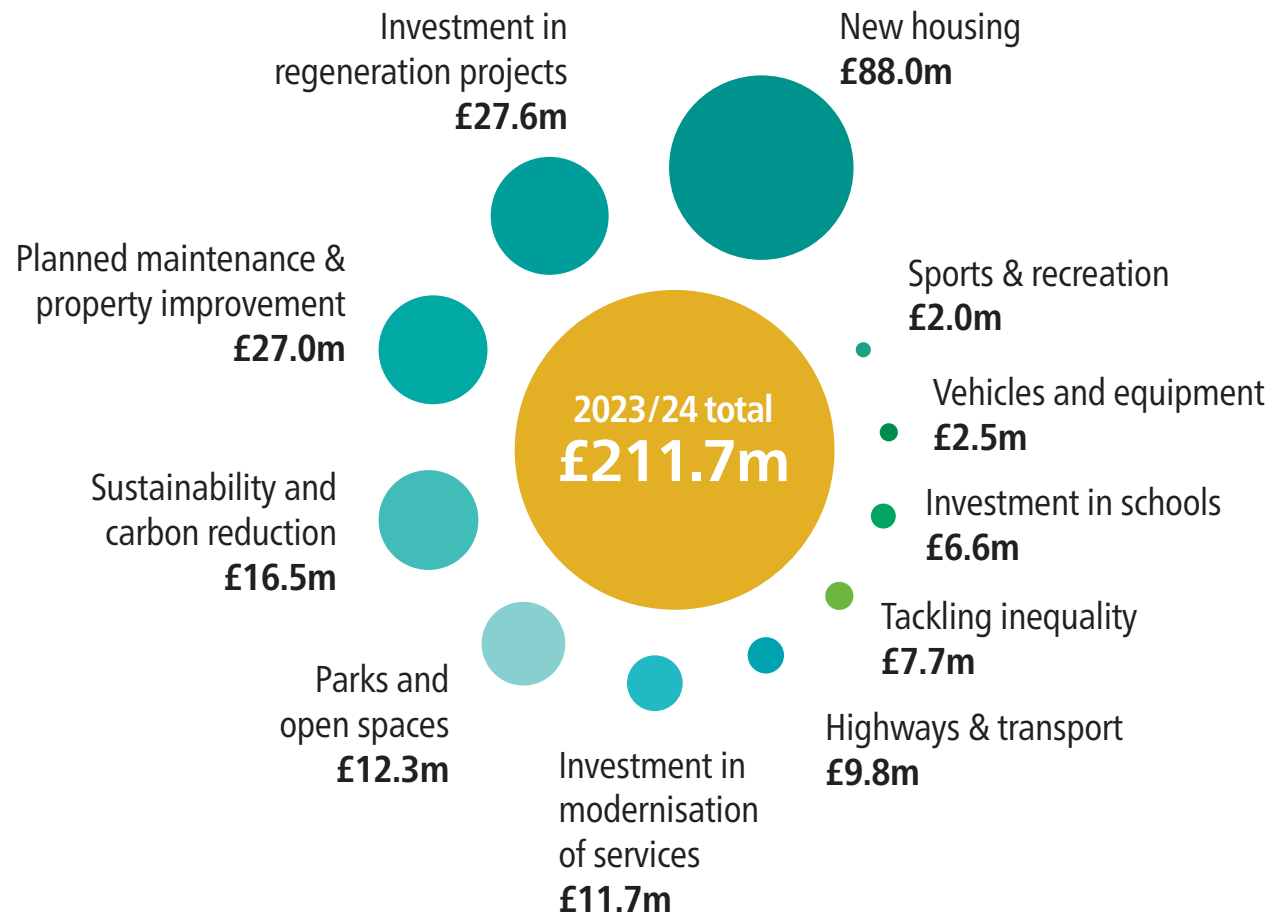 Investment in
regeneration projects
£27.6m
New housing
£88.0m
Planned maintenance &
property improvement
£27.0m
Sports & recreation
£2.0m
2023/24 total
£211.7m
Vehicles and equipment
£2.5m
Sustainability and
carbon reduction
£16.5m
Investment in schools
£6.6m
Tackling inequality
£7.7m
Parks and
open spaces
£12.3m
Highways & transport
£9.8m
Investment in
modernisation
of services
£11.7m